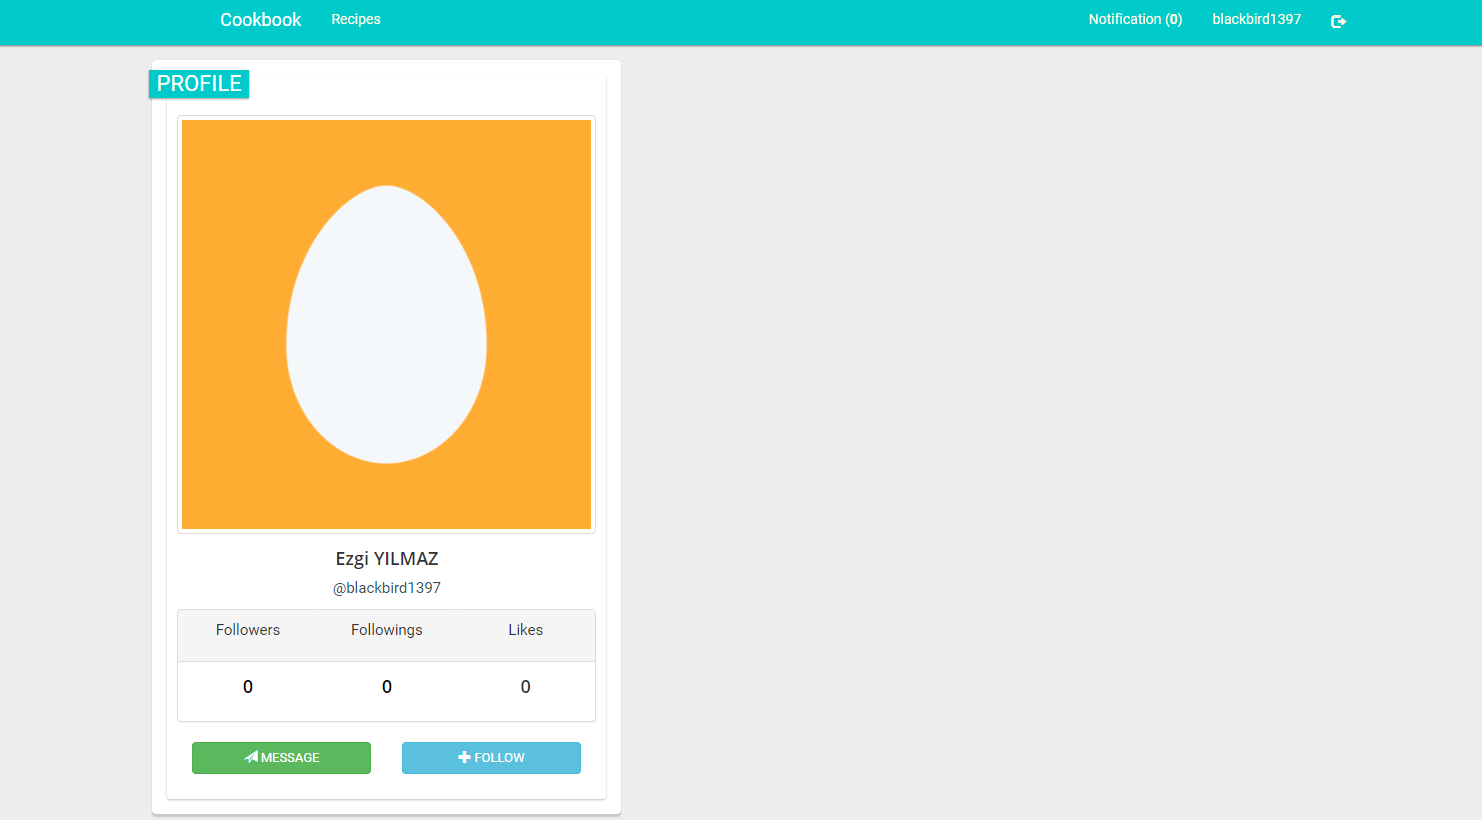 Cookbook Recipes Notification (0) blackbird1397
PROFILE
Ezgi YILMAZ
@blackbird1397
Followers Followings Likes
0 0 0
MESSAGE FOLLOW